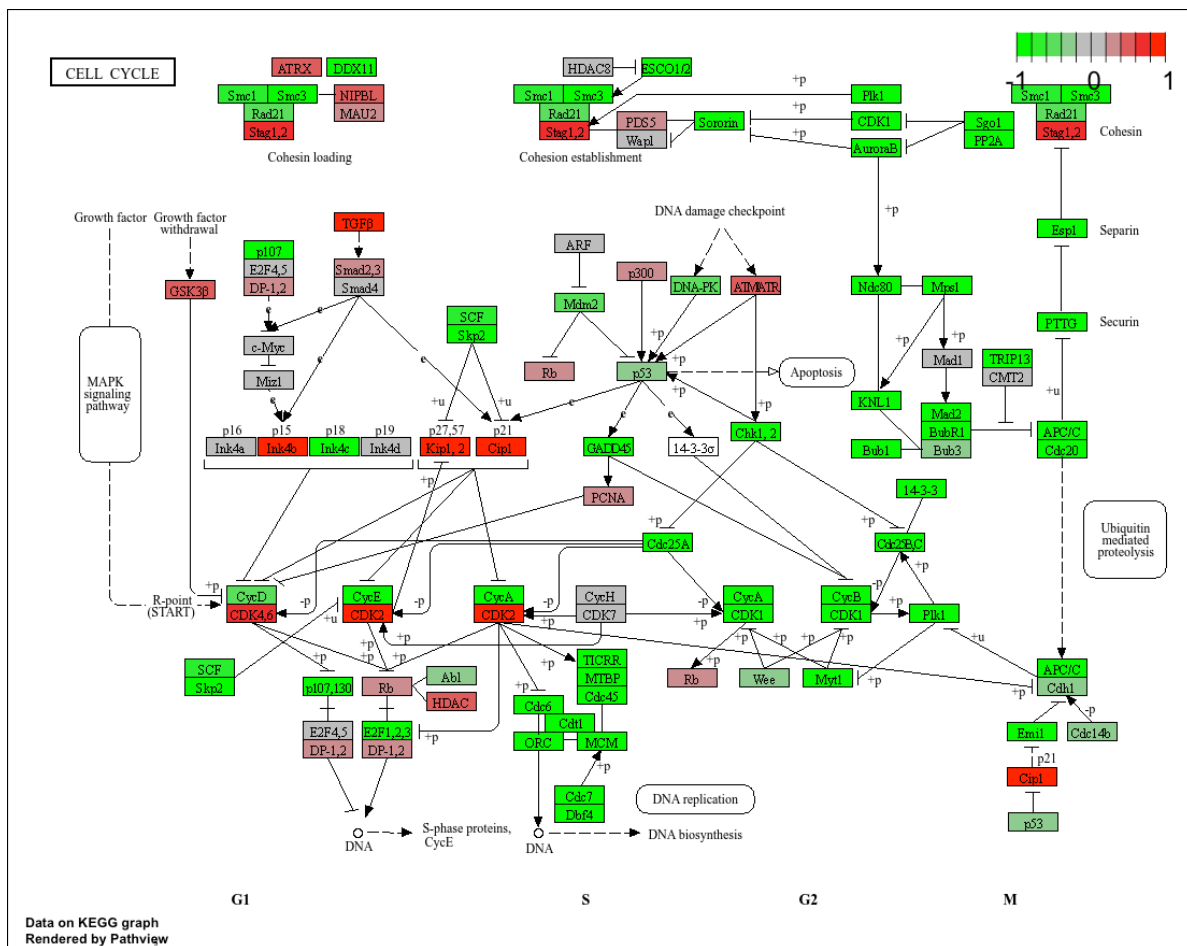 CELL CYCLE
ATRX
DDX11
Smc1
Smc3
NIPBL
Rad21
MAU2
Stag1,2
Cohesin loading
HDAC8
ESCO1/2
Smc1
Smc3
Rad21
PDS5
Sororin
Stag1,2
Wapl
Cohesion establishment
+p
Plk1
+p
CDK1
+p
AuroraB
Sgo1
PP2A
-1
0
1
Smc1
Smc3
Rad21
Stag1,2
Cohesin
Growth factor
Growth factor
withdrawal
TGFβ
DNA damage checkpoint
+p
p107
E2F4,5
DP-1,2
Smad2,3
Smad4
GSK3β
ARF
p300
DNA-PK
ATM/ATR
Esp1
Separin
Ndc80
Mps1
Mdm2
SCF
Skp2
PTTG
Securin
e
e
c-Myc
Miz1
e
e
e
MAPK
signaling
pathway
Rb
p53
+p
+p
Apoptosis
+p
+p
Mad1
TRIP13
CMT2
KNL1
+u
+u
+u
+p
+p
e
e
e
Mad2
BubR1
Bub3
Bub1
APC/C
Cdc20
p16
p15
p18
p19
p27,57
p21
Ink4a
Ink4b
Ink4c
Ink4d
Kip1, 2
Cip1
GADD45
14-3-3σ
Chk1, 2
+p
PCNA
14-3-3
+p
Cdc25A
+p
Cdc25B,C
Ubiquitin
mediated
proteolysis
R-point
(START)
+p
CycD
CDK4,6
-p
CycE
CDK2
-p
CycA
CDK2
-p
+p
CycH
CDK7
-p
+p
CycA
CDK1
CycB
CDK1
-p
+p
Plk1
+p
+u
+u
+p
+p
+p
+p
+p
+p
+p
+p
+p
SCF
Skp2
p107,130
Rb
Abl
HDAC
TICRR
MTBP
Cdc45
Rb
Wee
Myt1
+p
APC/C
Cdh1
E2F4,5
DP-1,2
E2F1,2,3
DP-1,2
+p
+p
Cdc6
Cdt1
ORC
MCM
+p
Emi1
-p
Cdc14b
p21
Cip1
p53
Cdc7
Dbf4
DNA replication
DNA
S-phase proteins,
CycE
DNA
DNA biosynthesis
G1
S
G2
M
Data on KEGG graph
Rendered by Pathview